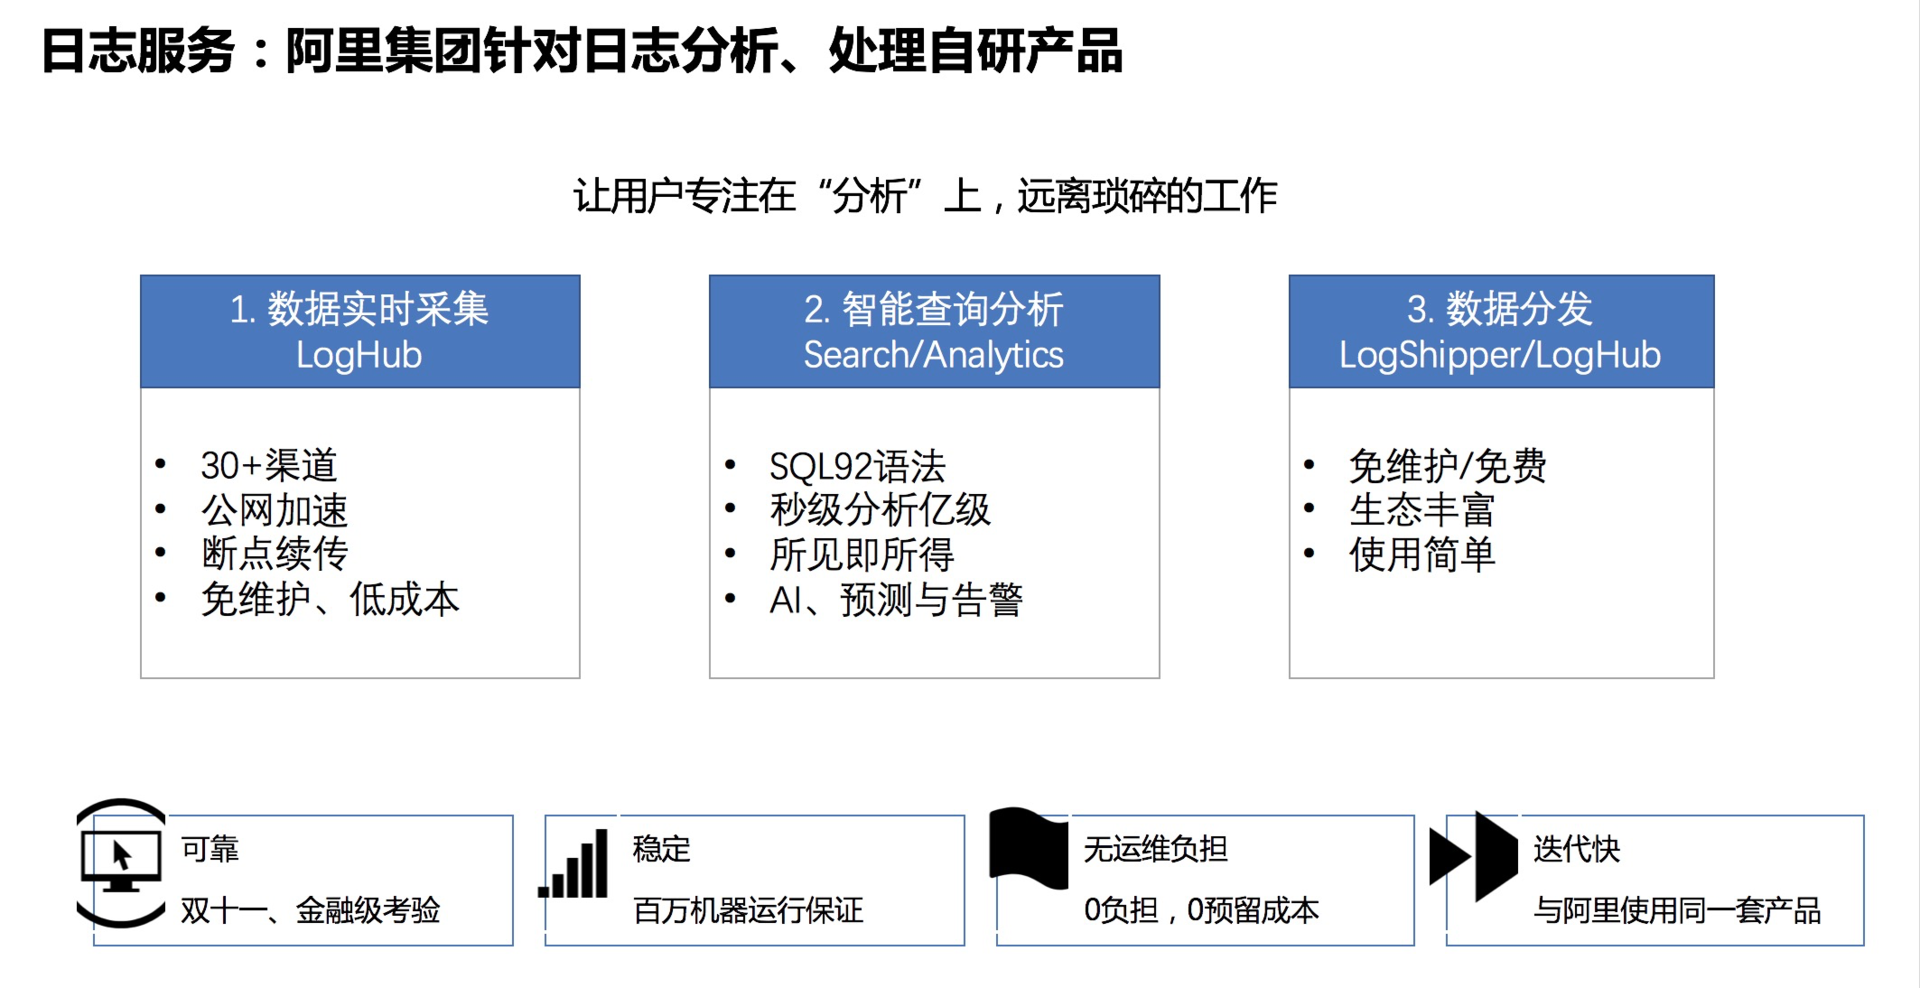 日志服务：阿里集团针对日志分析、处理自研产品
让用户专注在“分析”上，远离琐碎的工作
1. 数据实时采集
LogHub
• 30+渠道
• 公网加速
• 断点续传
• 免维护、低成本
2. 智能查询分析
Search/Analytics
• SQL92语法
• 秒级分析亿级
• 所见即所得
• AI、预测与告警
3. 数据分发
LogShipper/LogHub
• 免维护/免费
• 生态丰富
• 使用简单
可靠
双十一、金融级考验
稳定
百万机器运行保证
无运维负担
0负担，0预留成本
迭代快
与阿里使用同一套产品